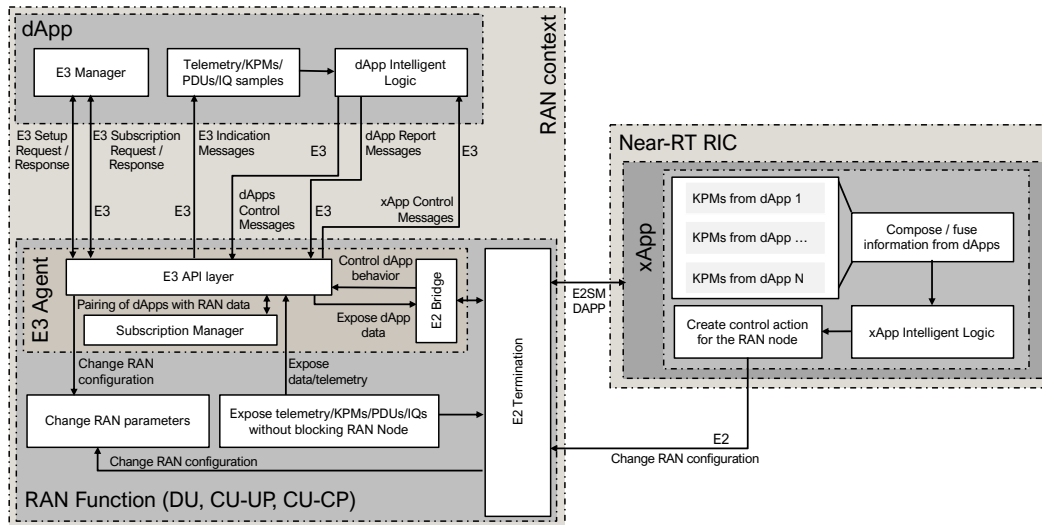 dApp
E3 Manager
Telemetry/KPMs/
PDUs/IQ samples
dApp Intelligent
Logic
RAN context
E3 Setup
Request /
Response
E3 Subscription
Request /
Response
E3 Indication
Messages
E3
dApp Report
Messages
E3
E3
E3
dApps
Control
Messages
E3
xApp Control
Messages
E3 Agent
E3 API layer
Control dApp
behavior
E2 Bridge
Pairing of dApps with RAN data
Subscription Manager
Expose dApp
data
Change RAN
configuration
Expose
data/telemetry
E2 Termination
Change RAN parameters
Expose telemetry/KPMs/PDUs/IQs
without blocking RAN Node
Change RAN configuration
RAN Function (DU, CU-UP, CU-CP)
E2SM
DAPP
Near-RT RIC
xApp
KPMs from dApp 1
KPMs from dApp …
KPMs from dApp N
Compose / fuse
information from dApps
Create control action
for the RAN node
xApp Intelligent Logic
E2
Change RAN configuration